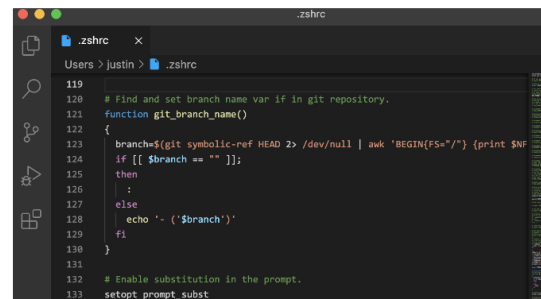 .zshrc
.zshrc ×
Users > justin > .zshrc
119
120 # Find and set branch name var if in git repository.
121 function git_branch_name()
122 {
123   branch=$(git symbolic-ref HEAD 2> /dev/null | awk 'BEGIN{FS="/"} {print $NF
124   if [[ $branch == "" ]];
125   then
126     :
127   else
128     echo '- ('$branch')'
129   fi
130 }
131
132 # Enable substitution in the prompt.
133 setopt prompt_subst